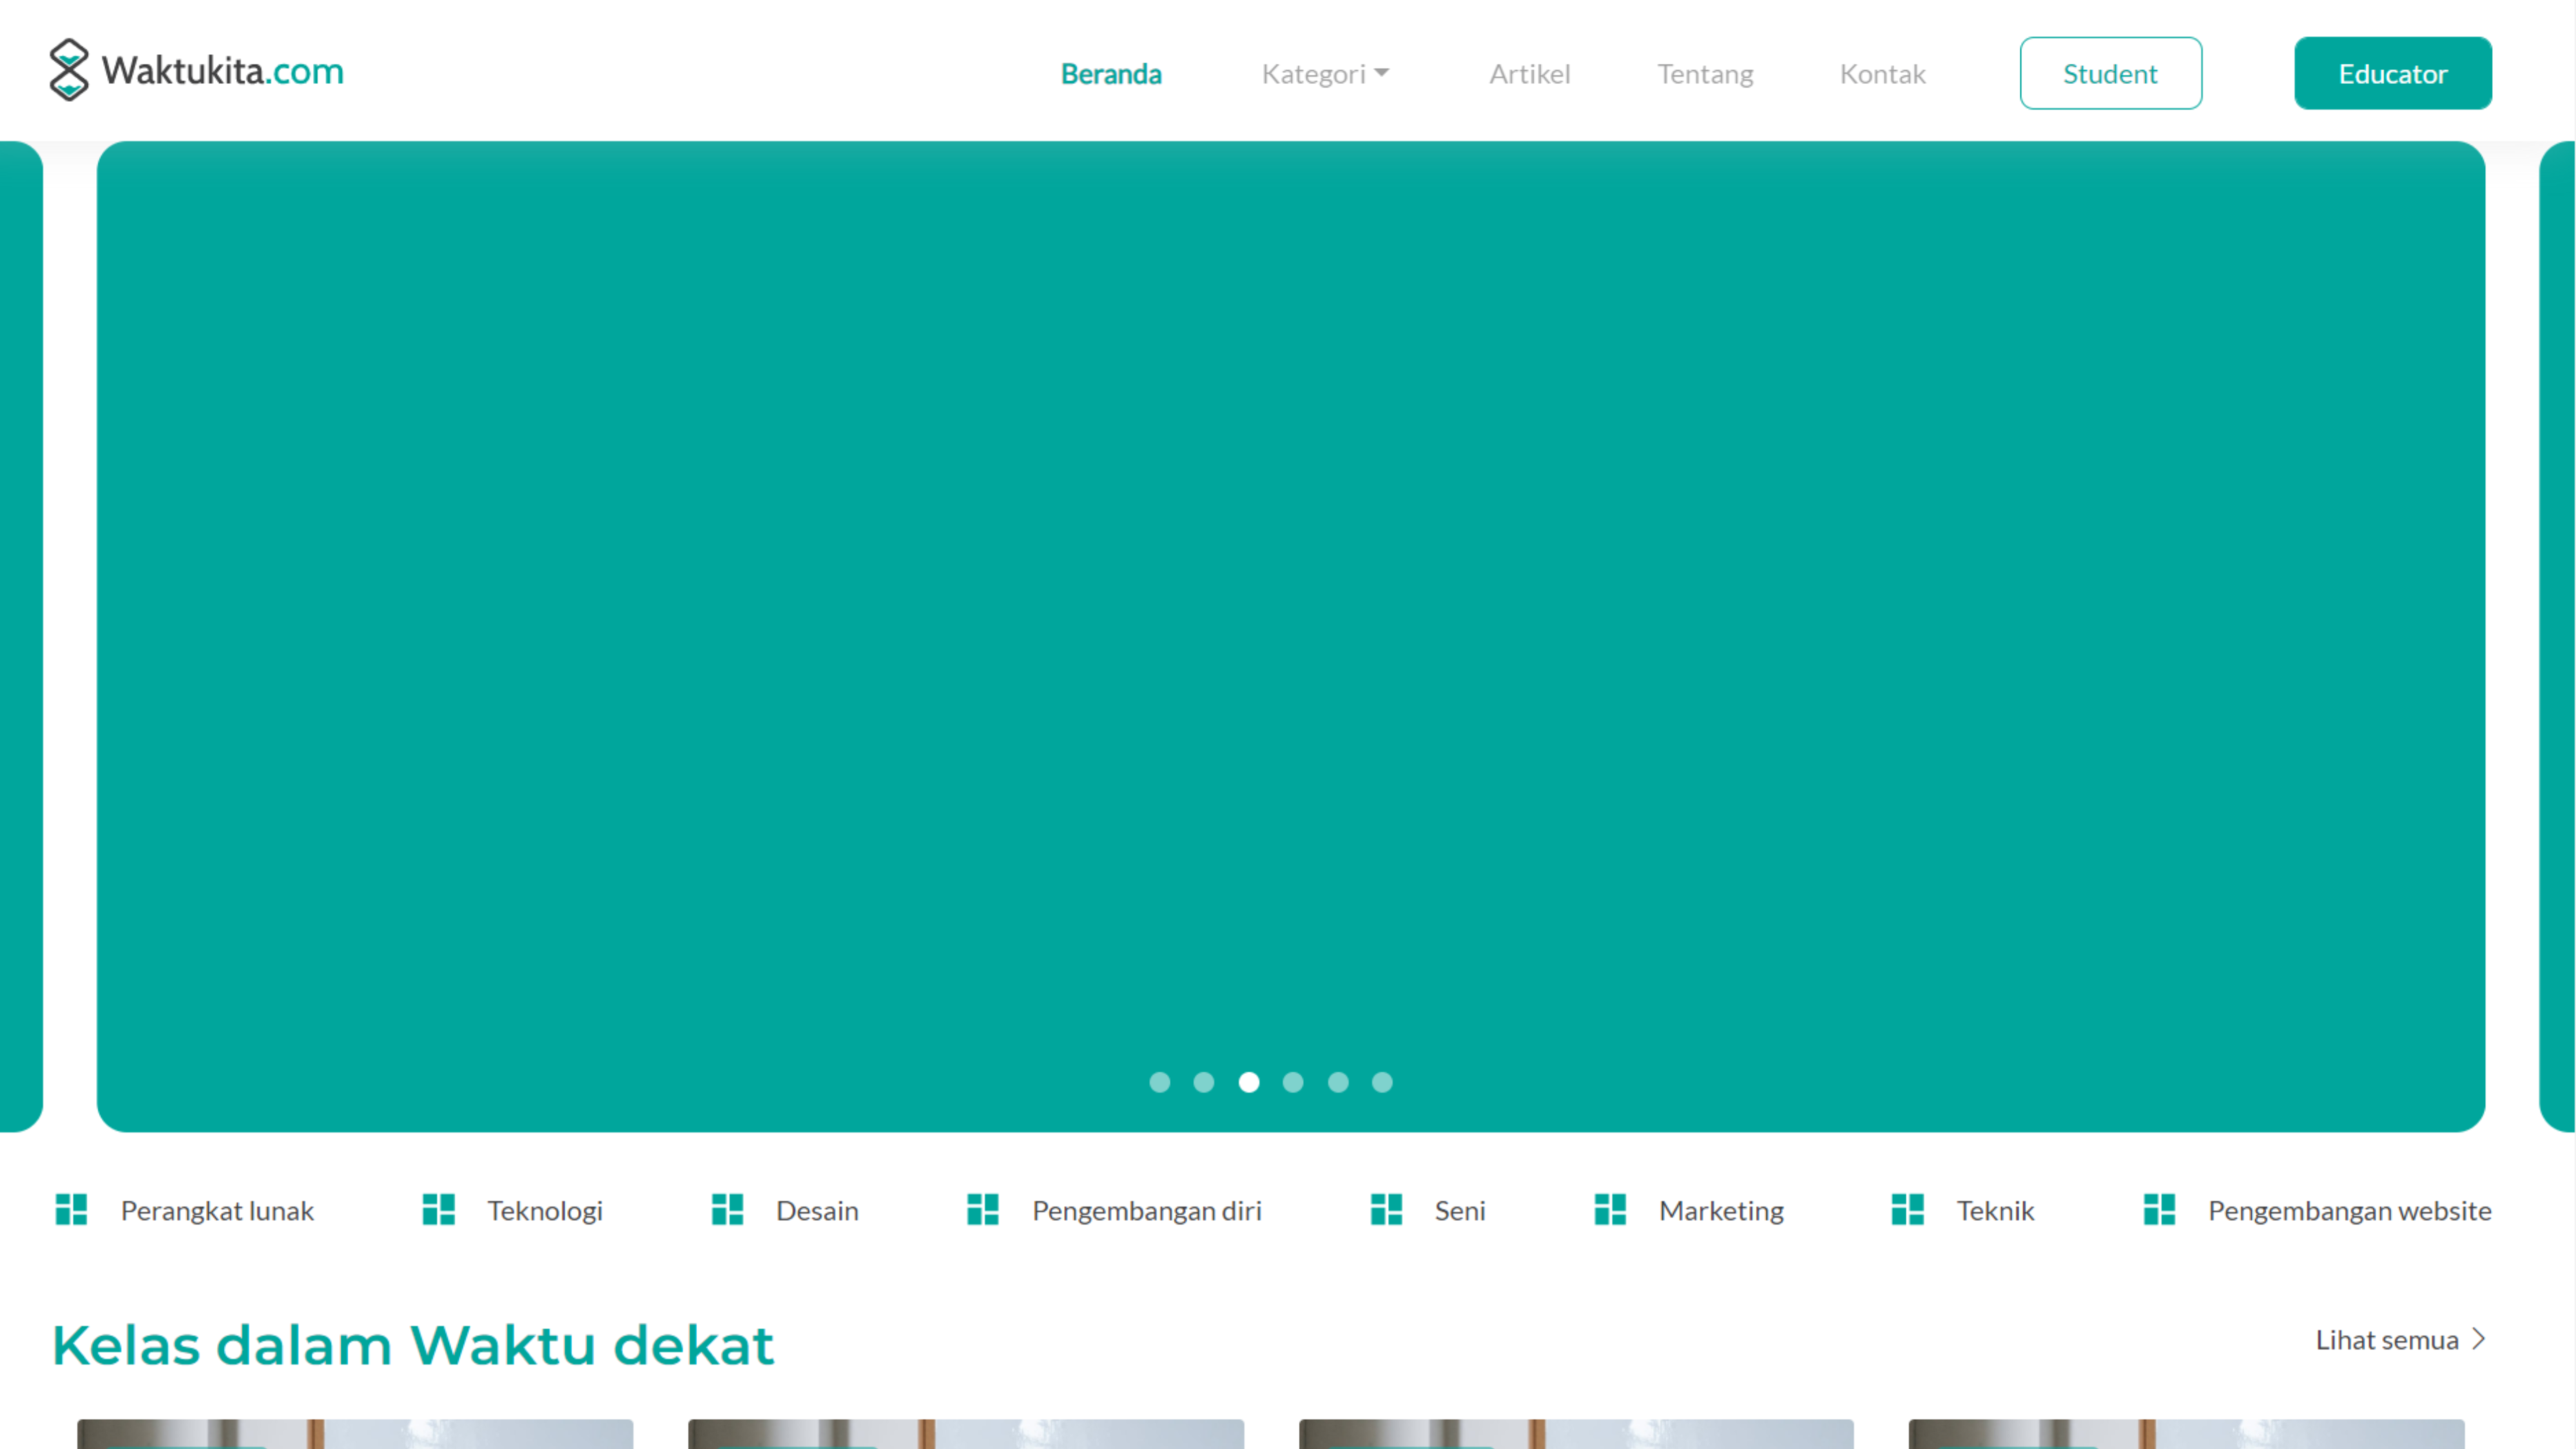 Waktukita.com
Beranda Kategori Artikel Tentang Kontak Student Educator
Perangkat lunak Teknologi Desain Pengembangan diri Seni Marketing Teknik Pengembangan website
Kelas dalam Waktu dekat
Lihat semua